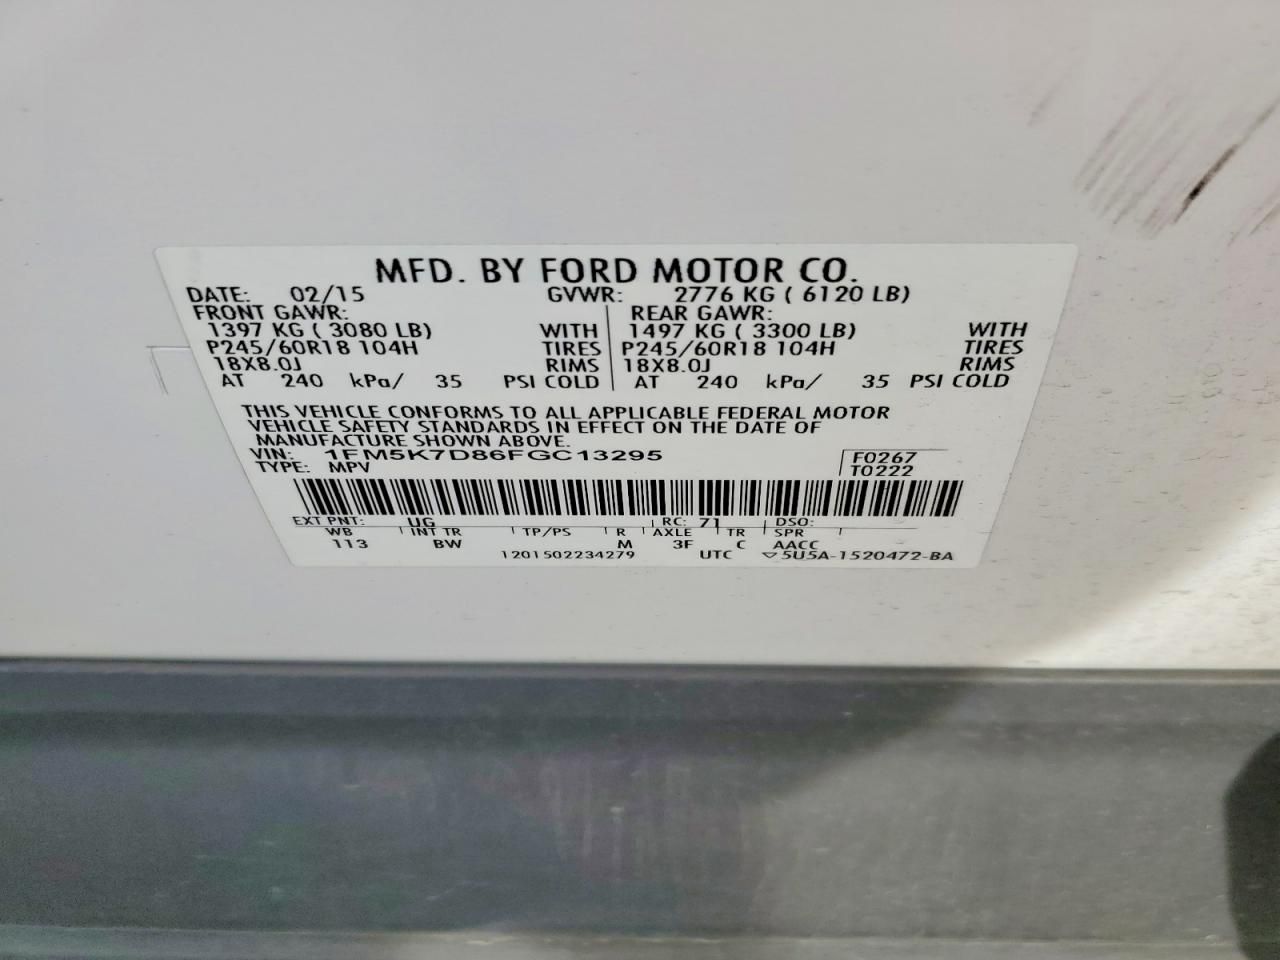 MFD. BY FORD MOTOR CO.
DATE: 02/15 GVWR: 2776 KG ( 6120 LB)
FRONT GAWR: REAR GAWR:
1397 KG ( 3080 LB) WITH 1497 KG ( 3300 LB) WITH
P245/60R18 104H TIRES P245/60R18 104H TIRES
18X8.0J RIMS 18X8.0J RIMS
AT 240 kPa/ 35 PSI COLD AT 240 kPa/ 35 PSI COLD
THIS VEHICLE CONFORMS TO ALL APPLICABLE FEDERAL MOTOR
VEHICLE SAFETY STANDARDS IN EFFECT ON THE DATE OF
MANUFACTURE SHOWN ABOVE.
VIN: 1FM5K7D86FGC13295 F0267
TYPE: MPV T0222
EXT PNT: UG RC: 71 DSO:
WB INT TR TP/PS R AXLE TR SPR
113 BW M 3F C AACC
1201502234279 UTC ▽5U5A-1520472-BA